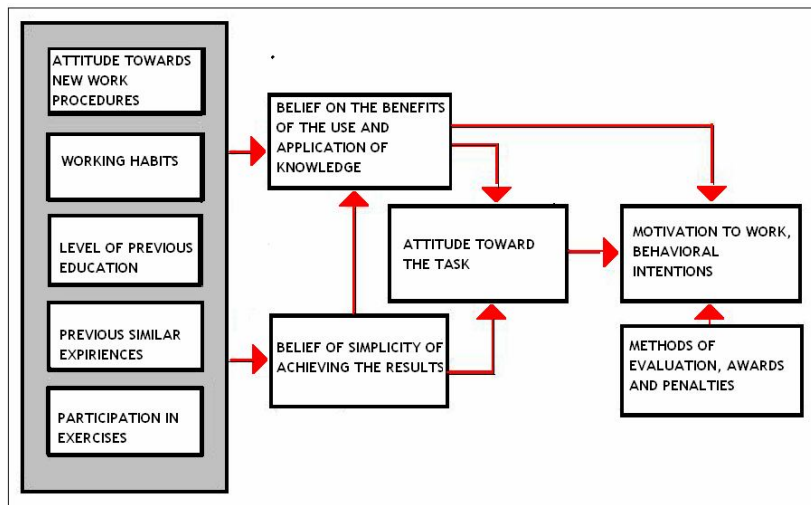 ATTITUDE TOWARDS
NEW WORK
PROCEDURES
WORKING HABITS
LEVEL OF PREVIOUS
EDUCATION
PREVIOUS SIMILAR
EXPIRIENCES
PARTICIPATION IN
EXERCISES
BELIEF ON THE BENEFITS
OF THE USE AND
APPLICATION OF
KNOWLEDGE
BELIEF OF SIMPLICITY OF
ACHIEVING THE RESULTS
ATTITUDE TOWARD
THE TASK
MOTIVATION TO WORK,
BEHAVIORAL
INTENTIONS
METHODS OF
EVALUATION, AWARDS
AND PENALTIES